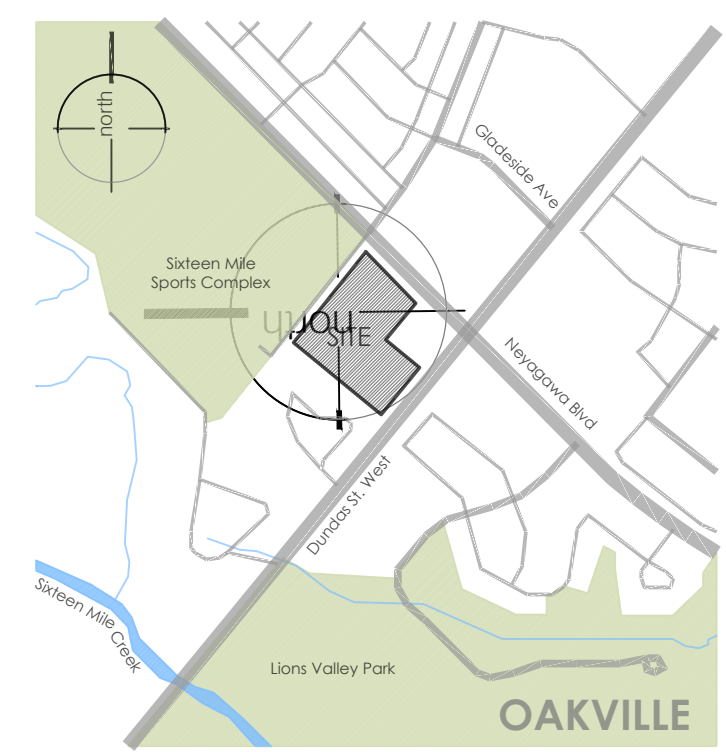 north
Gladeside Ave
Sixteen Mile
Sports Complex
north
SITE
Neyagawa Blvd
Dundas St. West
Sixteen Mile Creek
Lions Valley Park
OAKVILLE